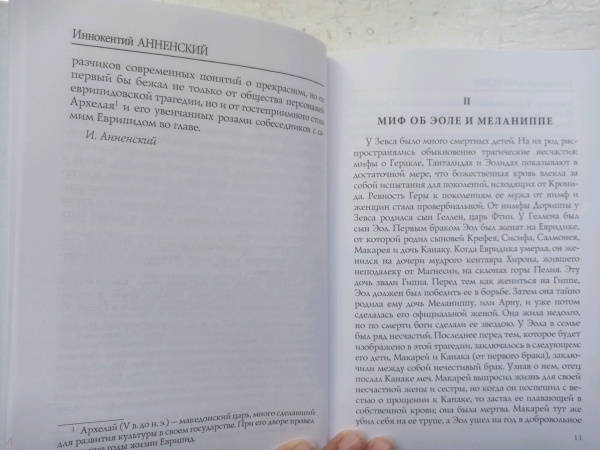 Иннокентий АННЕНСКИЙ
разчиков современных понятий о прекрасном, но он
первый бы бежал не только от общества персонажей
еврипидовской трагедии, но и от гостеприимного стола
Архелая¹ и его увенчанных розами собеседников с са-
мим Еврипидом во главе.
И. Анненский
1 Архелай (V в. до н. э.) — македонский царь, много сделавший
для развития культуры в своем государстве. При его дворе провел
годы жизни Еврипид.
II
МИФ ОБ ЭОЛЕ И МЕЛАНИППЕ
У Зевса было много смертных детей. На их род рас-
пространялись обыкновенно трагические несчастия:
мифы о Геракле, Танталидах и Эолидах показывают в
достаточной мере, что божественная кровь влекла за
собой испытания для поколений, исходящих от Крони-
да. Ревность Геры к поколениям ее мужа от нимф и
женщин стала провербиальной. От нимфы Дориппы у
Зевса родился сын Геллен, царь Фтии. У Геллена был
сын Эол. Первым браком Эол был женат на Евридике,
от которой родил сыновей Крефея, Сисифа, Салмонея,
Макарея и дочь Канаку. Когда Евридика умерла, он же-
нился на дочери мудрого кентавра Хирона, жившего
неподалеку от Магнесии, на склонах горы Пелия. Эту
дочь звали Гиппа. Перед тем как жениться на Гиппе,
Эол должен был победить ее в борьбе. Затем она тайно
родила ему дочь Меланиппу, или Арну, и уже потом
сделалась его официальной женой. Она жила недолго,
но по смерти боги сделали ее звездою. У Эола в семье
был ряд несчастий. Последнее перед тем, которое будет
изображено в этой трагедии, заключалось в следующем:
его дети, Макарей и Канака (от первого брака), заклю-
чили между собой нечестивый брак. Узнав о нем, отец
послал Канаке меч. Макарей выпросил жизнь для своей
несчастной жены и сестры, но когда он поспешил с ве-
стью о прощении к Канаке, то застал ее плавающей в
собственной крови; она была мертва. Макарей тут же
убил себя на ее трупе, а Эол ушел на год в добровольное
11